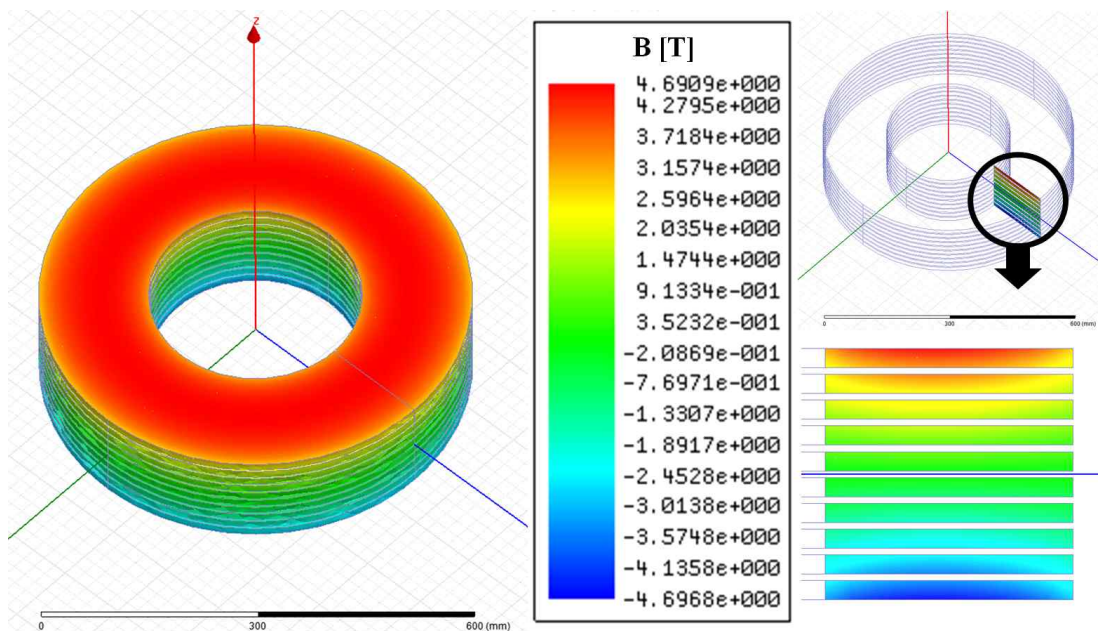 Z
0
300
600 (mm)
B [T]
4.6909e+000
4.2795e+000
3.7184e+000
3.1574e+000
2.5964e+000
2.0354e+000
1.4744e+000
9.1334e-001
3.5232e-001
-2.0869e-001
-7.6971e-001
-1.3307e+000
-1.8917e+000
-2.4528e+000
-3.0138e+000
-3.5748e+000
-4.1358e+000
-4.6968e+000
0
300
600 (mm)